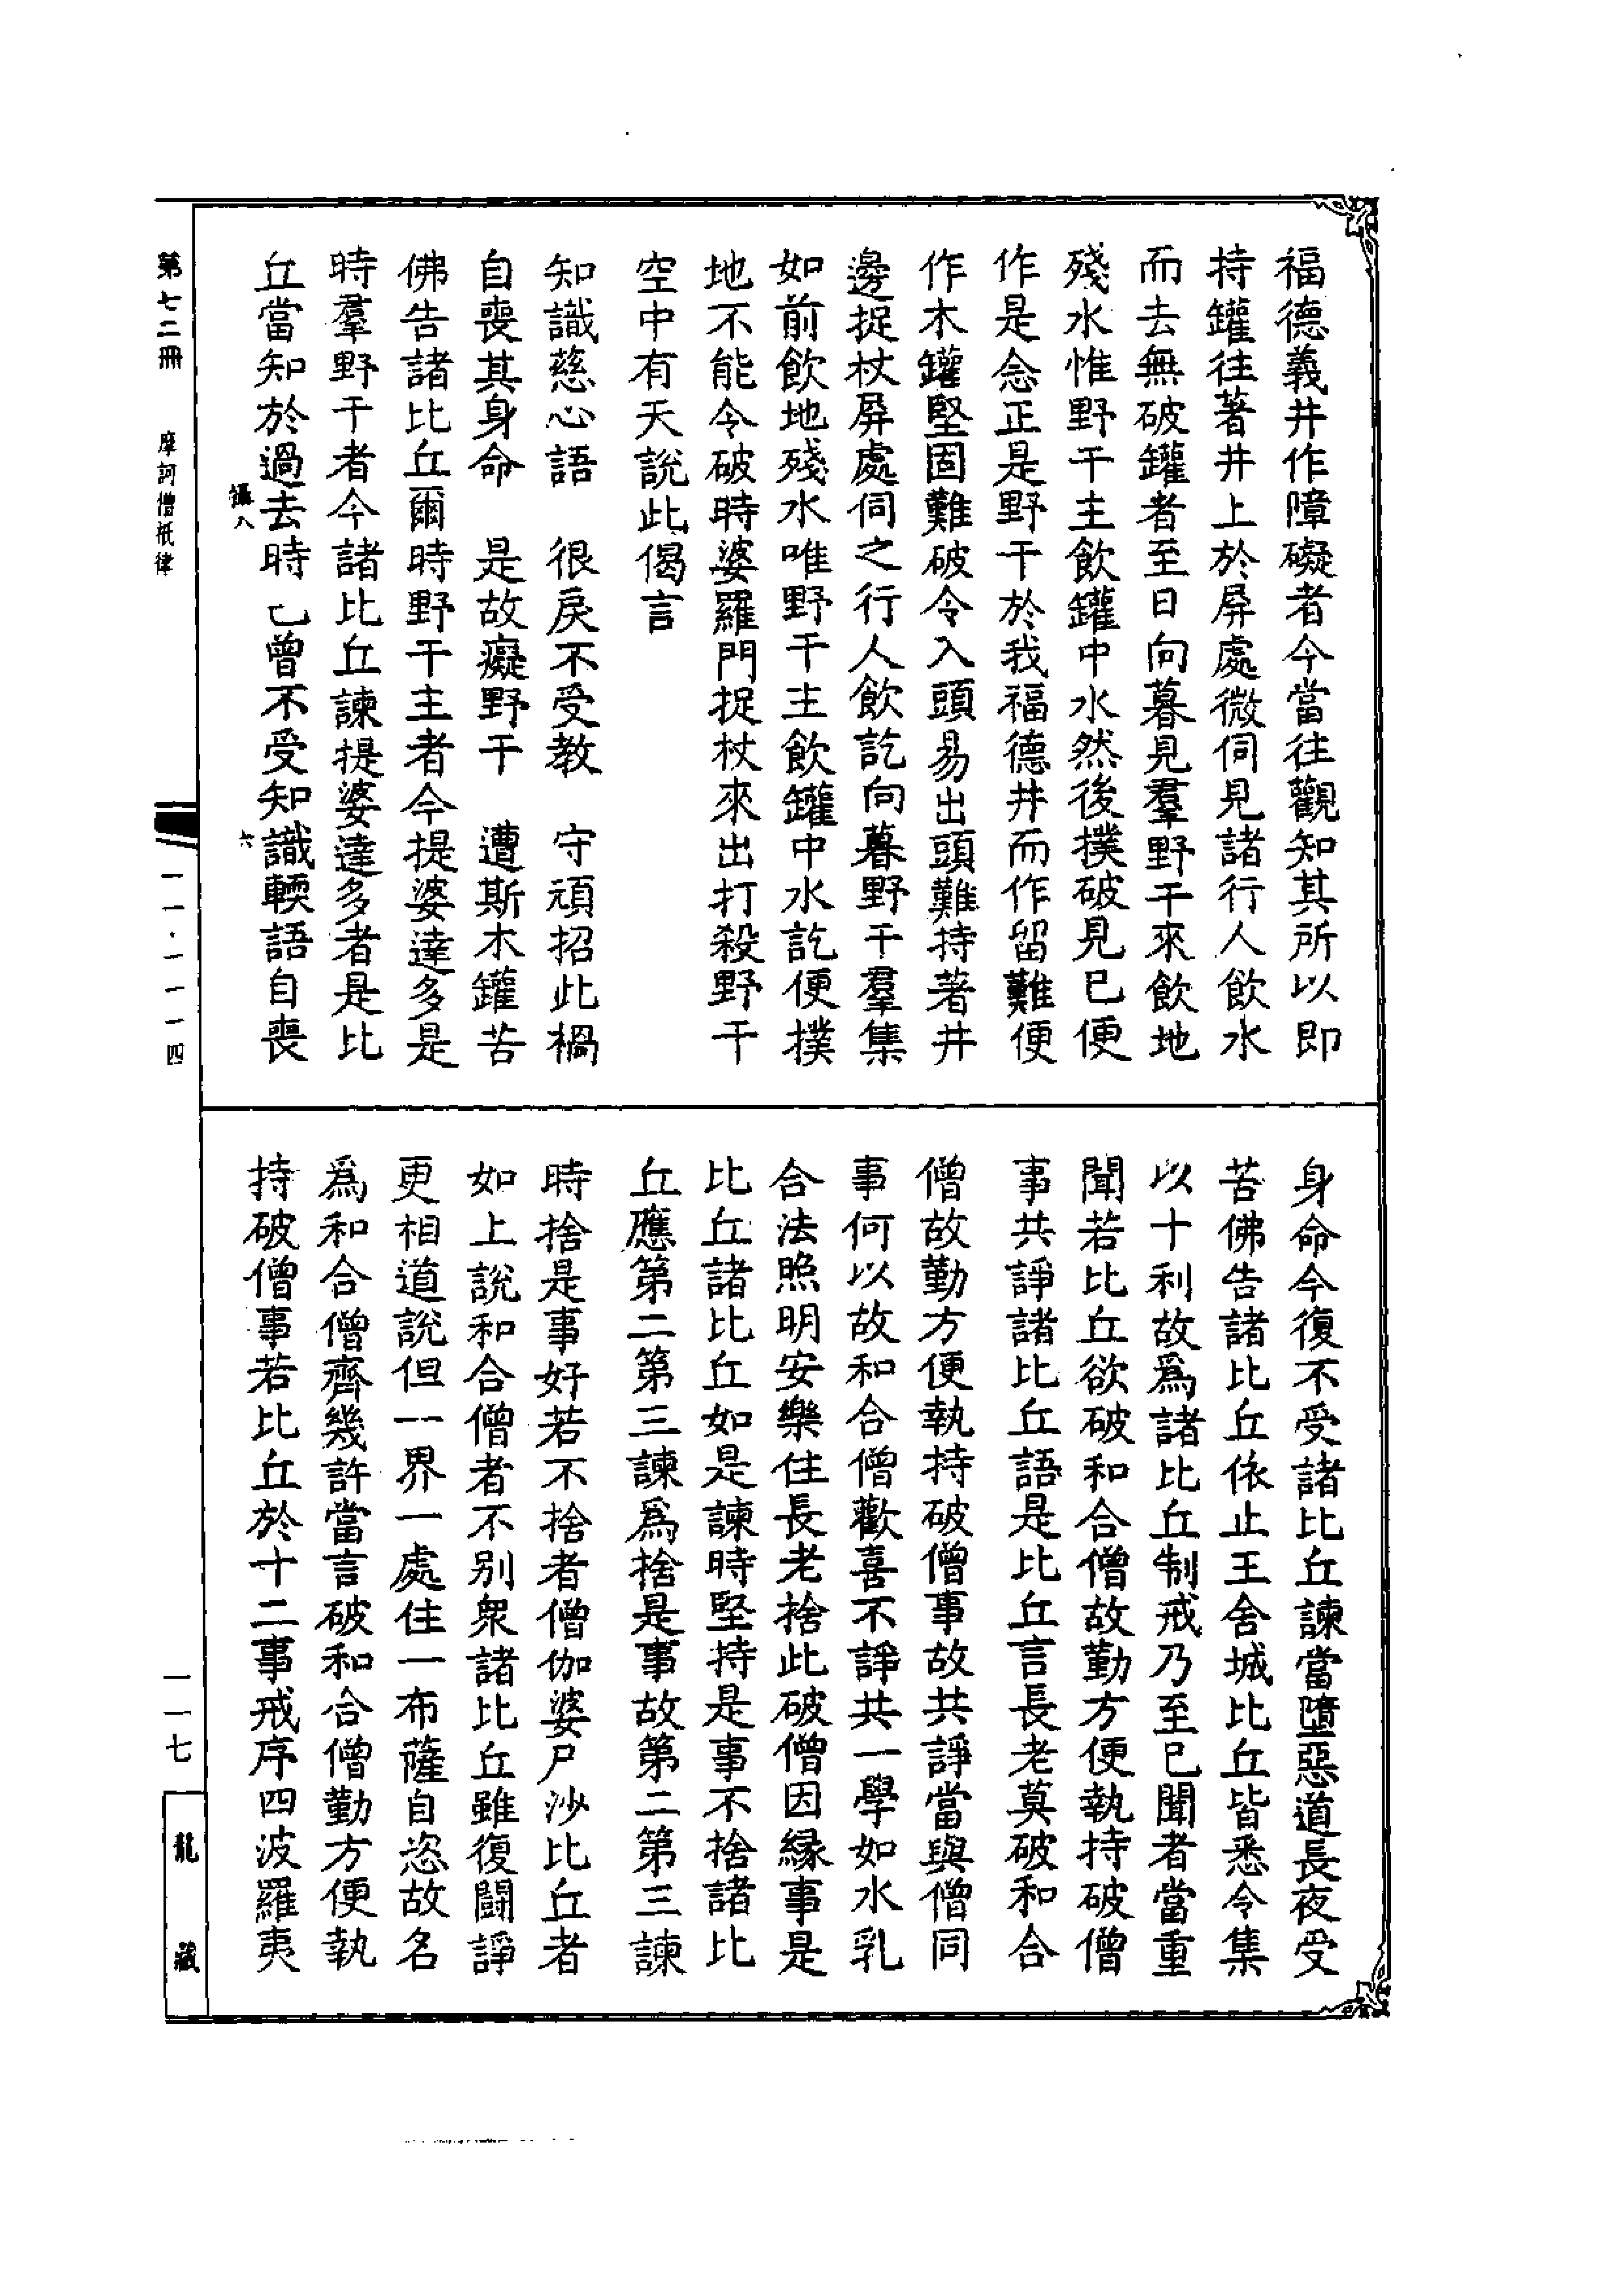 福德義井作障礙者今當往觀知其所以即
持罐往著井上於屏處微伺見諸行人飲水
而去無破罐者至日向暮見羣野干來飲地
殘水惟野干主飲罐中水然後撲破見已便
作是念正是野干於我福德井而作留難便
作木罐堅固難破令入頭易出頭難持著井
邊捉杖屏處伺之行人飲訖向暮野干羣集
如前飲地殘水唯野干主飲罐中水訖便撲
地不能令破時婆羅門捉杖來出打殺野干
空中有天說此偈言
知識慈心語　很戾不受教　守頑招此禍
自喪其身命　是故癡野干　遭斯木罐苦
佛告諸比丘爾時野干主者今提婆達多是
時羣野干者今諸比丘諫提婆達多者是比
丘當知於過去時已曾不受知識輭語自喪
身命今復不受諸比丘諫當墮惡道長夜受
苦佛告諸比丘依止王舍城比丘皆悉令集
以十利故爲諸比丘制戒乃至已聞者當重
聞若比丘欲破和合僧故勤方便執持破僧
事共諍諸比丘語是比丘言長老莫破和合
僧故勤方便執持破僧事故共諍當與僧同
事何以故和合僧歡喜不諍共一學如水乳
合法照明安樂住長老捨此破僧因緣事是
比丘諸比丘如是諫時堅持是事不捨諸比
丘應第二第三諫爲捨是事故第二第三諫
時捨是事好若不捨者僧伽婆尸沙比丘者
如上說和合僧者不別衆諸比丘雖復鬪諍
更相道說但一界一處住一布薩自恣故名
爲和合僧齊幾許當言破和合僧勤方便執
持破僧事若比丘於十二事戒序四波羅夷
攝八
六
第七二冊　摩訶僧祇律
一一·一一一四
一一七
龍藏